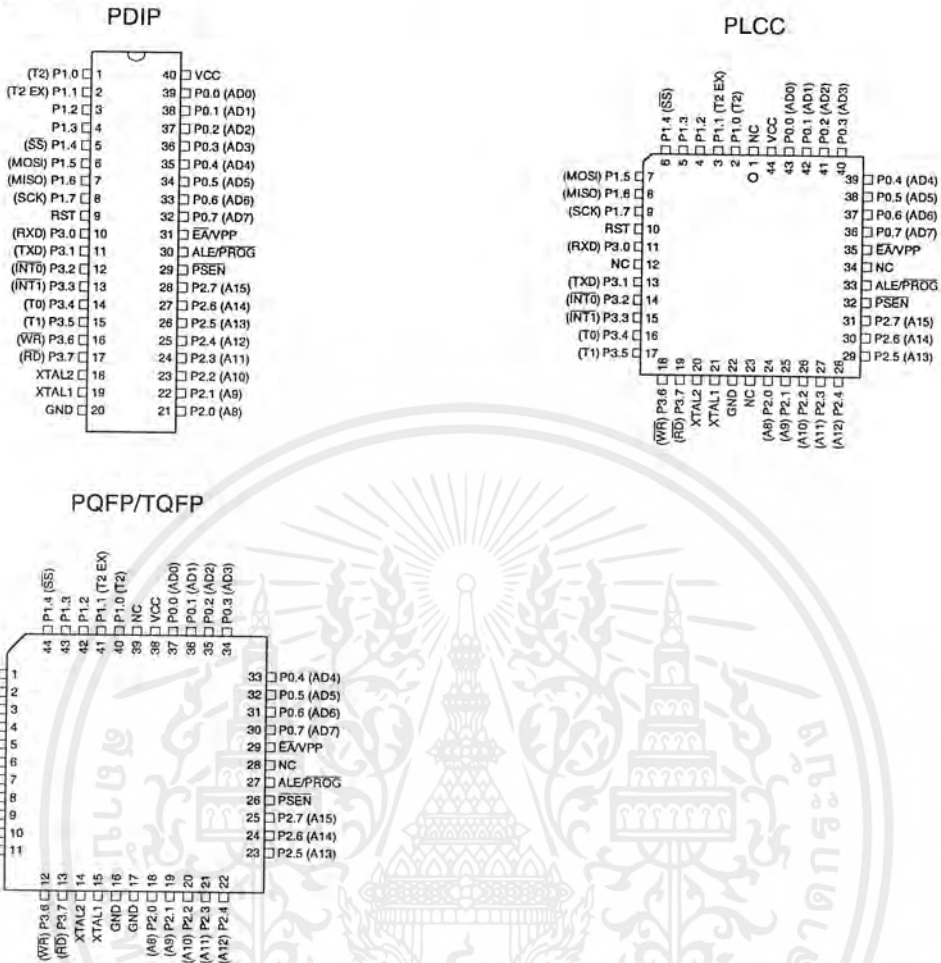 PDIP
(T2) P1.0 1 40 VCC
(T2 EX) P1.1 2 39 P0.0 (AD0)
P1.2 3 38 P0.1 (AD1)
P1.3 4 37 P0.2 (AD2)
(SS) P1.4 5 36 P0.3 (AD3)
(MOSI) P1.5 6 35 P0.4 (AD4)
(MISO) P1.6 7 34 P0.5 (AD5)
(SCK) P1.7 8 33 P0.6 (AD6)
RST 9 32 P0.7 (AD7)
(RXD) P3.0 10 31 EA/VPP
(TXD) P3.1 11 30 ALE/PROG
(INT0) P3.2 12 29 PSEN
(INT1) P3.3 13 28 P2.7 (A15)
(T0) P3.4 14 27 P2.6 (A14)
(T1) P3.5 15 26 P2.5 (A13)
(WR) P3.6 16 25 P2.4 (A12)
(RD) P3.7 17 24 P2.3 (A11)
XTAL2 18 23 P2.2 (A10)
XTAL1 19 22 P2.1 (A9)
GND 20 21 P2.0 (A8)
PLCC
P1.4 (SS)
P1.3
P1.2
P1.1 (T2 EX)
P1.0 (T2)
NC
VCC
P0.0 (AD0)
P0.1 (AD1)
P0.2 (AD2)
P0.3 (AD3)
6 5 4 3 2 1 44 43 42 41 40
(MOSI) P1.5 7 39 P0.4 (AD4)
(MISO) P1.6 8 38 P0.5 (AD5)
(SCK) P1.7 9 37 P0.6 (AD6)
RST 10 36 P0.7 (AD7)
(RXD) P3.0 11 35 EA/VPP
NC 12 34 NC
(TXD) P3.1 13 33 ALE/PROG
(INT0) P3.2 14 32 PSEN
(INT1) P3.3 15 31 P2.7 (A15)
(T0) P3.4 16 30 P2.6 (A14)
(T1) P3.5 17 29 P2.5 (A13)
18 19 20 21 22 23 24 25 26 27 28
(WR) P3.6
(RD) P3.7
XTAL2
XTAL1
GND
NC
(A8) P2.0
(A9) P2.1
(A10) P2.2
(A11) P2.3
(A12) P2.4
PQFP/TQFP
P1.4 (SS)
P1.3
P1.2
P1.1 (T2 EX)
P1.0 (T2)
NC
VCC
P0.0 (AD0)
P0.1 (AD1)
P0.2 (AD2)
P0.3 (AD3)
44 43 42 41 40 39 38 37 36 35 34
1 33 P0.4 (AD4)
2 32 P0.5 (AD5)
3 31 P0.6 (AD6)
4 30 P0.7 (AD7)
5 29 EA/VPP
6 28 NC
7 27 ALE/PROG
8 26 PSEN
9 25 P2.7 (A15)
10 24 P2.6 (A14)
11 23 P2.5 (A13)
12 13 14 15 16 17 18 19 20 21 22
(WR) P3.6
(RD) P3.7
XTAL2
XTAL1
GND
GND
(A8) P2.0
(A9) P2.1
(A10) P2.2
(A11) P2.3
(A12) P2.4